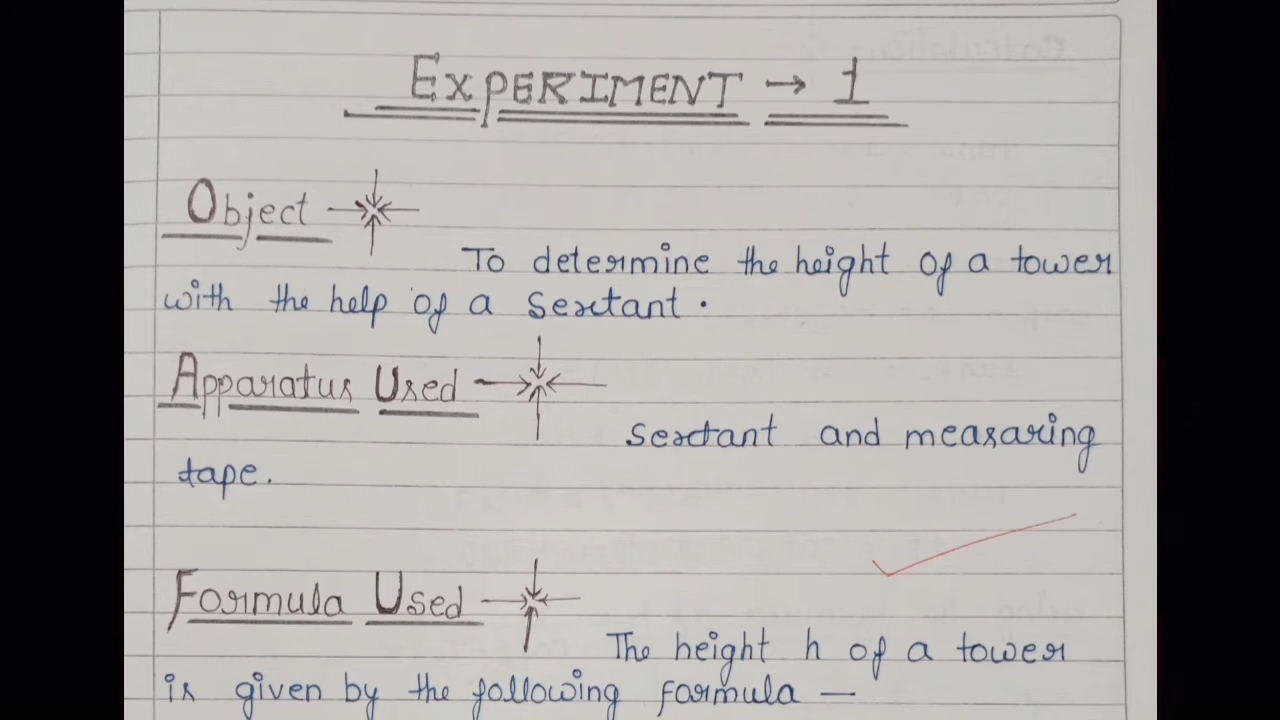 EXPERIMENT → 1
Object →
To determine the height of a tower
with the help of a Sextant.
Apparatus Used →
Sextant and measaring
tape.
Formula Used →
The height h of a tower
is given by the following formula —